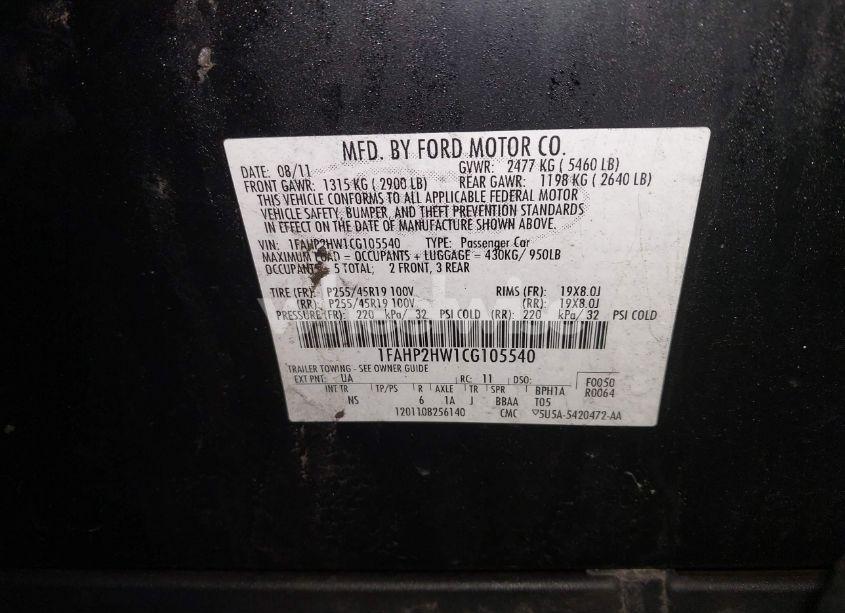 MFD. BY FORD MOTOR CO.
DATE: 08/11 GVWR: 2477 KG ( 5460 LB)
FRONT GAWR: 1315 KG ( 2900 LB) REAR GAWR: 1198 KG ( 2640 LB)
THIS VEHICLE CONFORMS TO ALL APPLICABLE FEDERAL MOTOR
VEHICLE SAFETY, BUMPER, AND THEFT PREVENTION STANDARDS
IN EFFECT ON THE DATE OF MANUFACTURE SHOWN ABOVE.
VIN: 1FAHP2HW1CG105540 TYPE: Passenger Car
MAXIMUM LOAD = OCCUPANTS + LUGGAGE = 430KG/ 950LB
OCCUPANTS: 5 TOTAL; 2 FRONT, 3 REAR
TIRE (FR): P255/45R19 100V RIMS (FR): 19X8.0J
(RR): P255/45R19 100V (RR): 19X8.0J
PRESSURE (FR): 220 kPa/ 32 PSI COLD (RR): 220 kPa/ 32 PSI COLD
1FAHP2HW1CG105540
TRAILER TOWING - SEE OWNER GUIDE
EXT PNT: UA RC: 11 DSO: F0050
INT TR TP/PS R AXLE TR SPR BPH1A R0064
NS 6 1A J BBAA T05
120110B256140 CMC ▽5U5A-5420472-AA